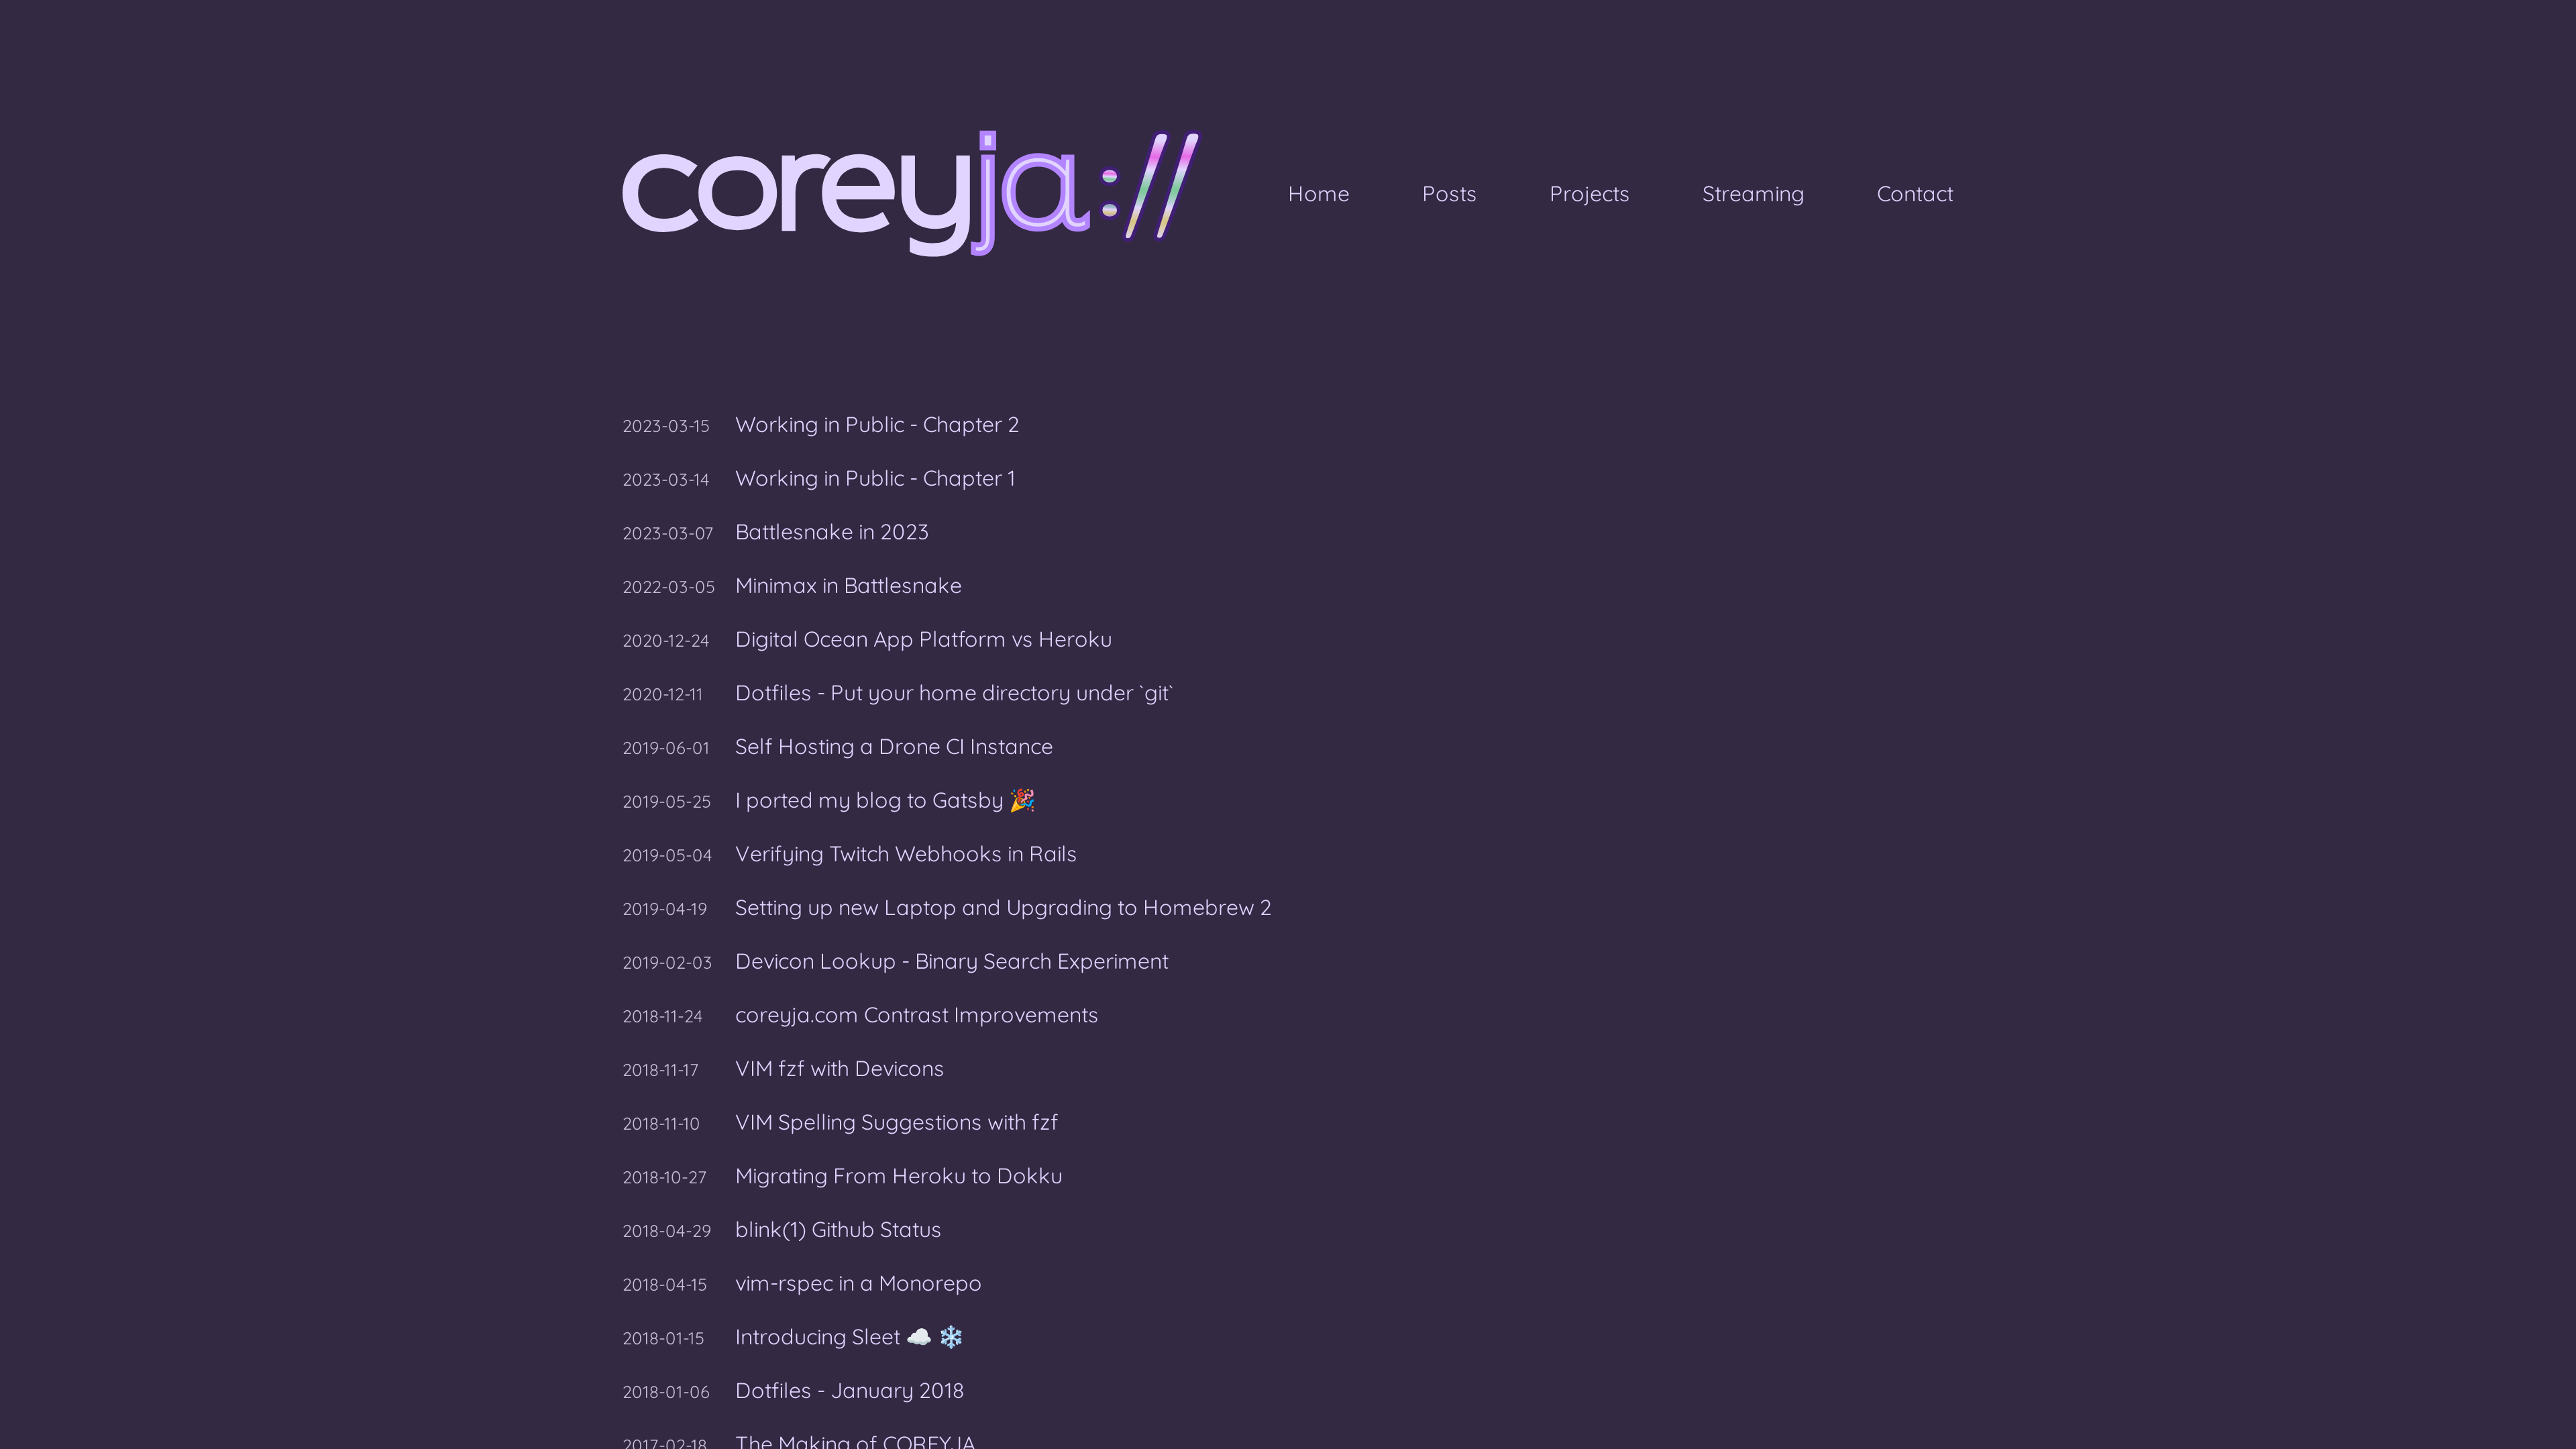 coreyja://
Home Posts Projects Streaming Contact
2023-03-15 Working in Public - Chapter 2
2023-03-14 Working in Public - Chapter 1
2023-03-07 Battlesnake in 2023
2022-03-05 Minimax in Battlesnake
2020-12-24 Digital Ocean App Platform vs Heroku
2020-12-11 Dotfiles - Put your home directory under `git`
2019-06-01 Self Hosting a Drone CI Instance
2019-05-25 I ported my blog to Gatsby 🎉
2019-05-04 Verifying Twitch Webhooks in Rails
2019-04-19 Setting up new Laptop and Upgrading to Homebrew 2
2019-02-03 Devicon Lookup - Binary Search Experiment
2018-11-24 coreyja.com Contrast Improvements
2018-11-17 VIM fzf with Devicons
2018-11-10 VIM Spelling Suggestions with fzf
2018-10-27 Migrating From Heroku to Dokku
2018-04-29 blink(1) Github Status
2018-04-15 vim-rspec in a Monorepo
2018-01-15 Introducing Sleet ☁️ ❄️
2018-01-06 Dotfiles - January 2018
2017-02-18 The Making of COREYJA